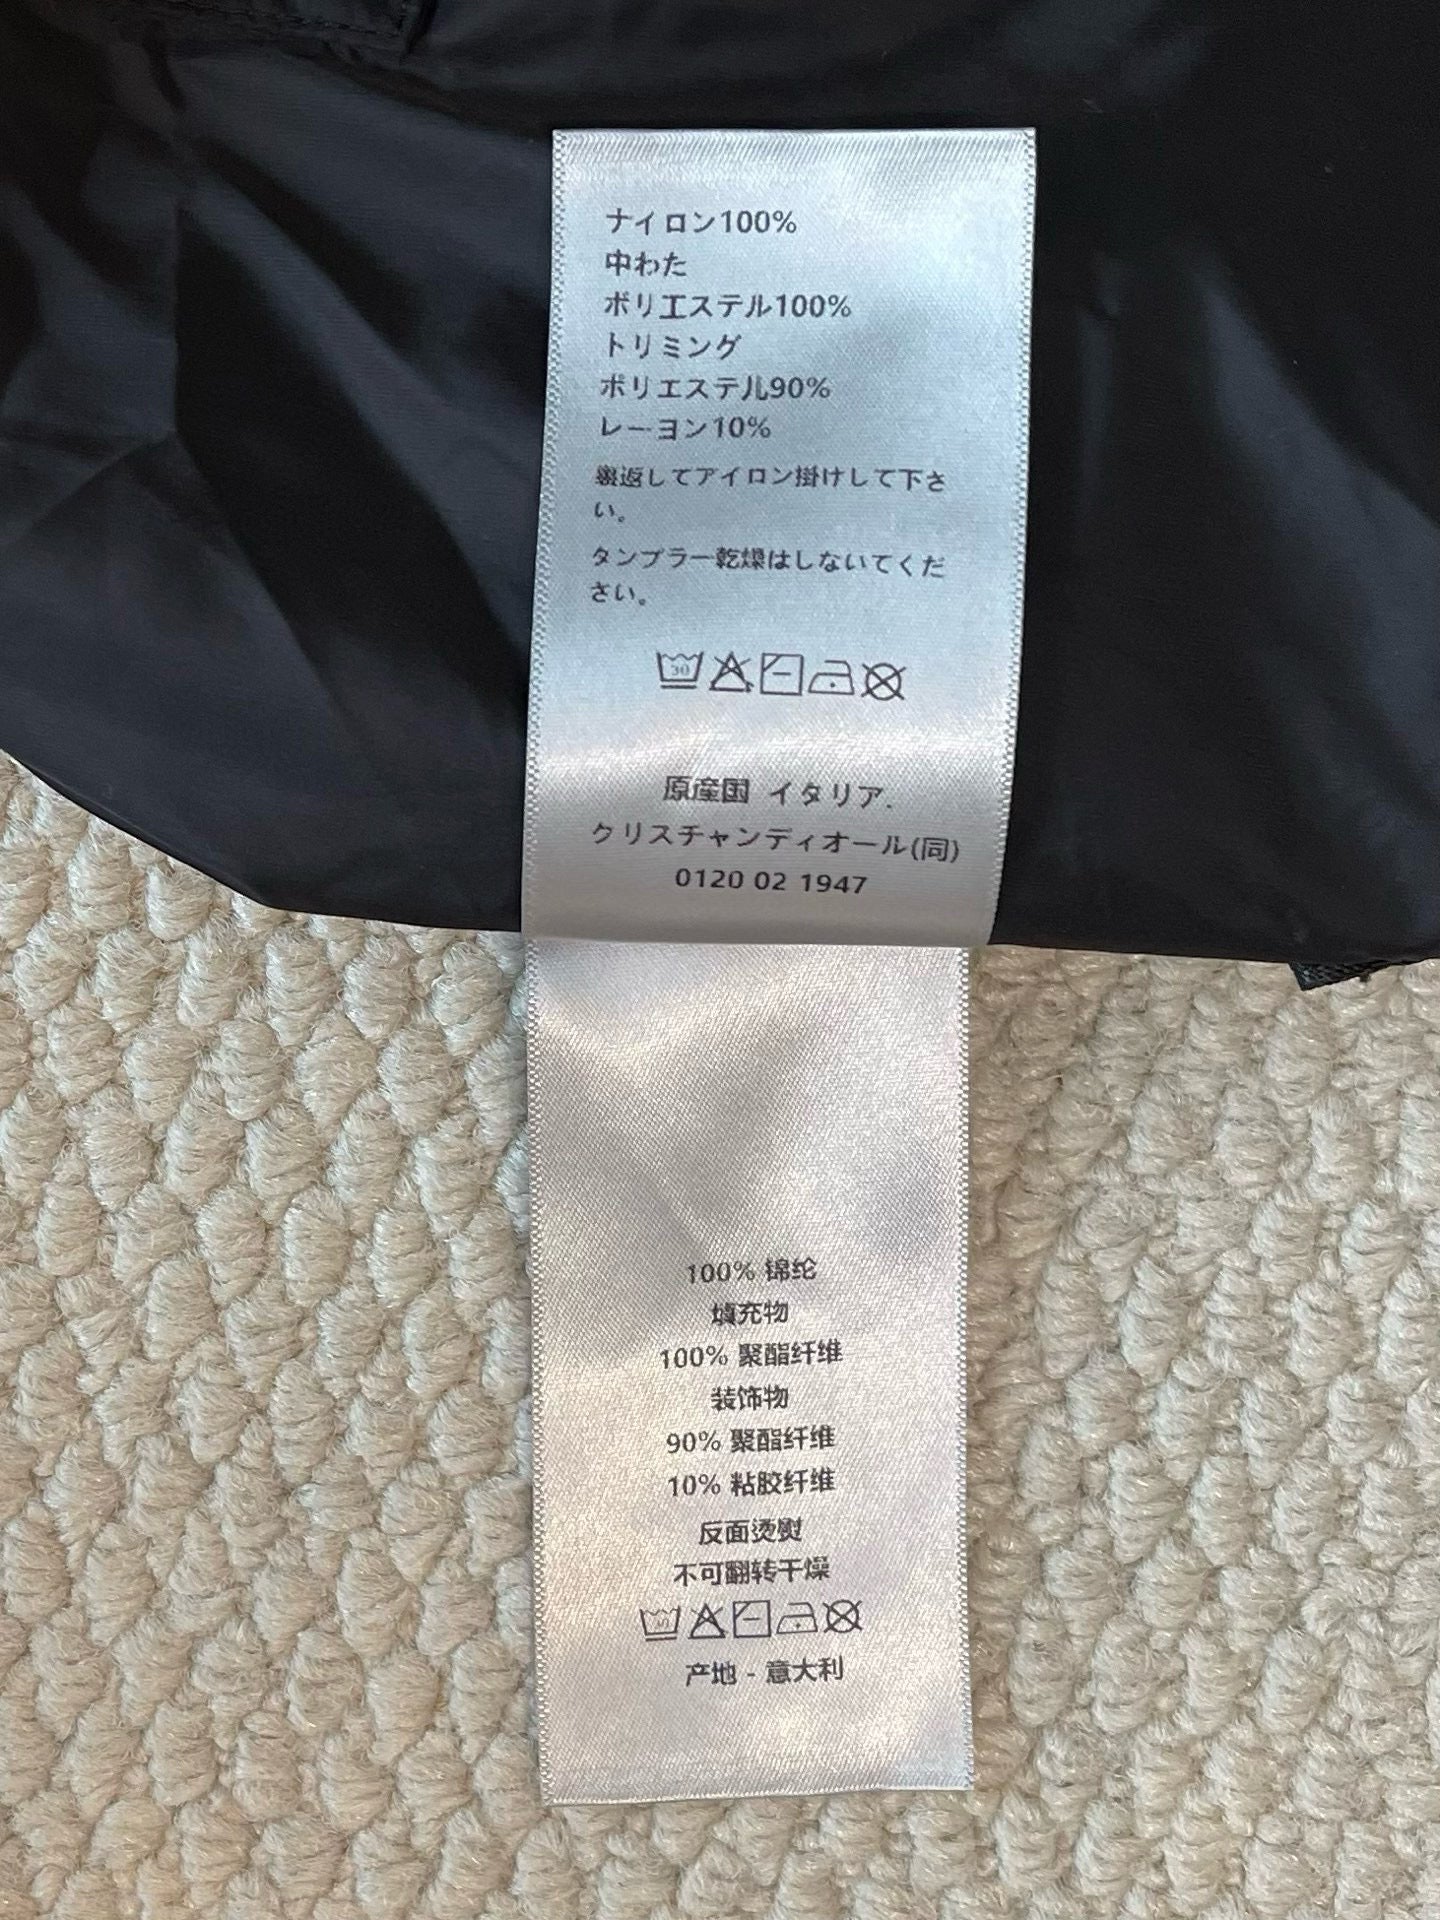 ナイロン100%
中わた
ポリエステル100%
トリミング
ポリエステル90%
レーヨン10%
返してアイロン掛けして下さ
い。
タンブラー乾燥はしないてくだ
さい。
30
原産国 イタリア.
クリスチャンディオール(同)
0120 02 1947
100% 锦纶
填充物
100% 聚酯纤维
装饰物
90% 聚酯纤维
10% 粘胶纤维
反面烫熨
不可翻转干燥
30
产地 - 意大利